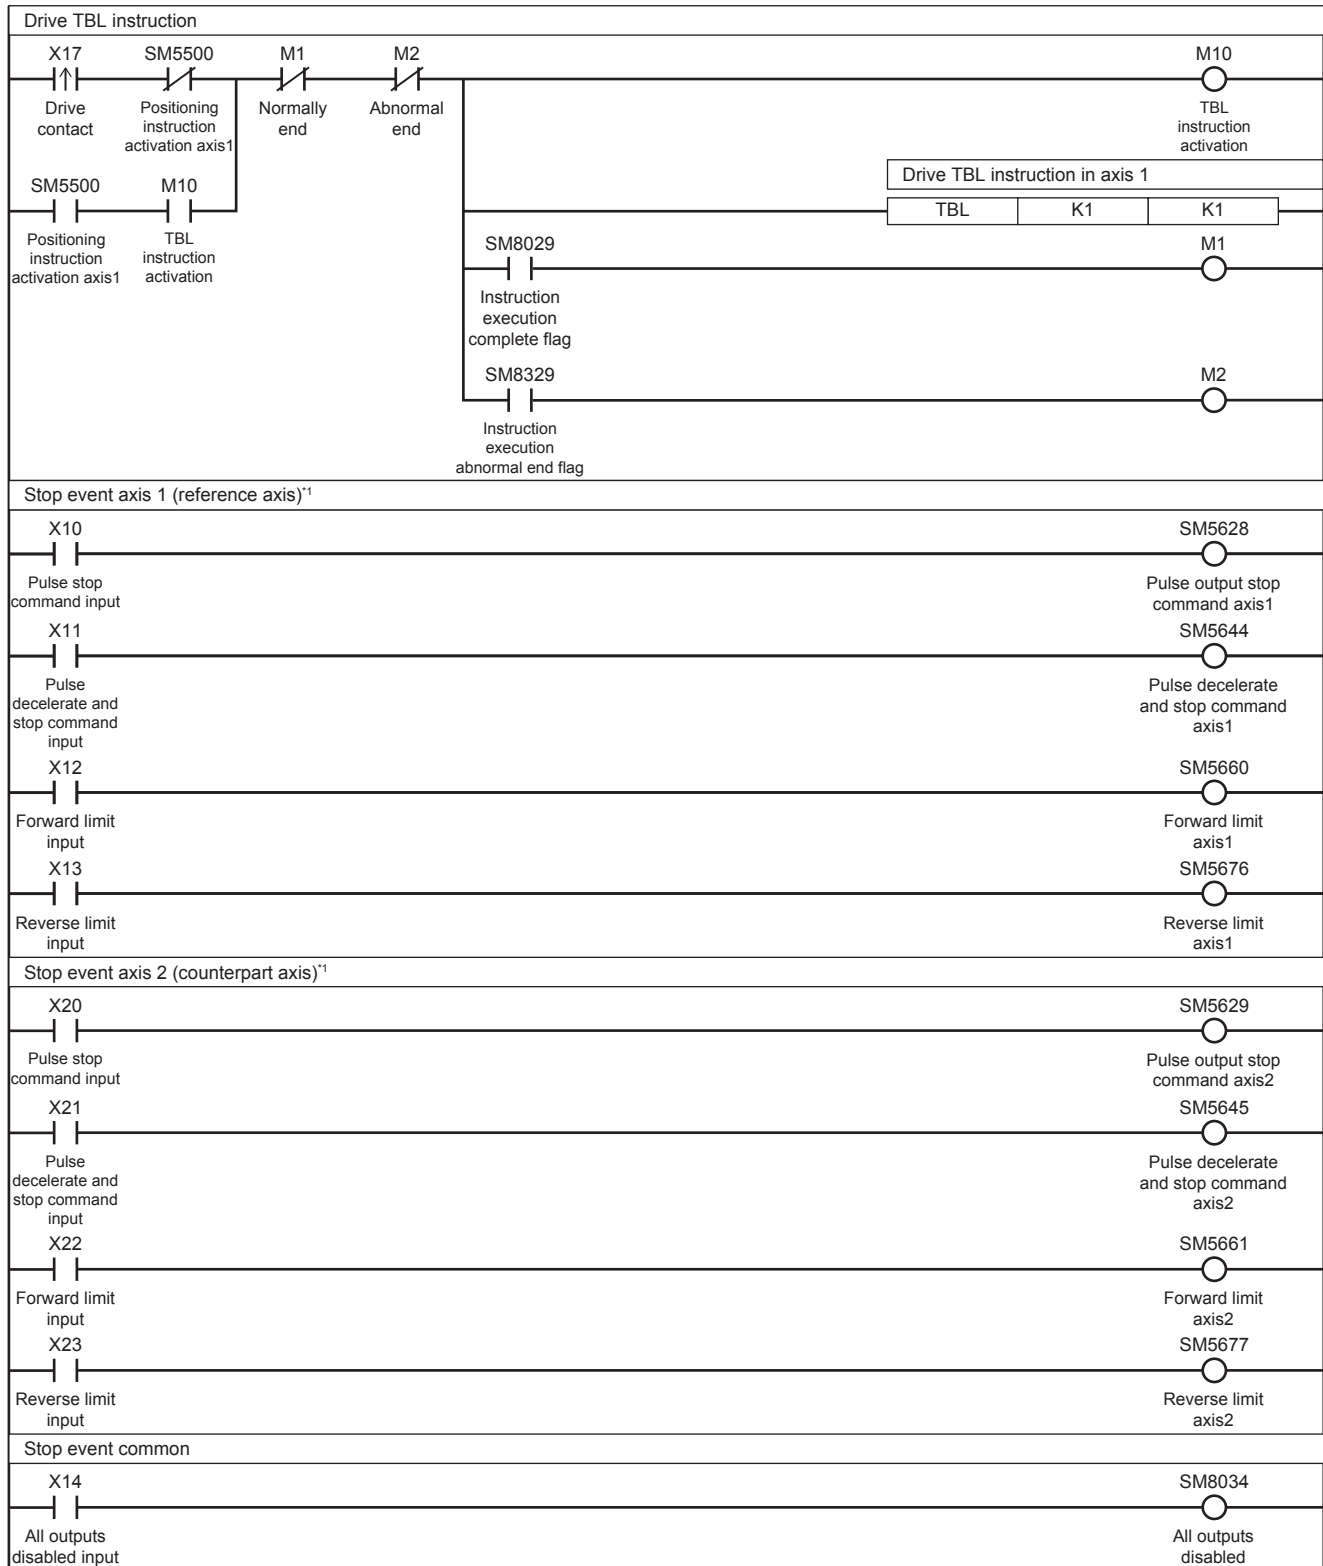 Drive TBL instruction
X17 SM5500 M1 M2 M10
Drive contact
Positioning instruction activation axis1
Normally end
Abnormal end
TBL instruction activation
Drive TBL instruction in axis 1
SM5500 M10
TBL K1 K1
Positioning instruction activation axis1
TBL instruction activation
SM8029 M1
Instruction execution complete flag
SM8329 M2
Instruction execution abnormal end flag
Stop event axis 1 (reference axis)*1
X10 SM5628
Pulse stop command input
Pulse output stop command axis1
X11 SM5644
Pulse decelerate and stop command input
Pulse decelerate and stop command axis1
X12 SM5660
Forward limit input
Forward limit axis1
X13 SM5676
Reverse limit input
Reverse limit axis1
Stop event axis 2 (counterpart axis)*1
X20 SM5629
Pulse stop command input
Pulse output stop command axis2
X21 SM5645
Pulse decelerate and stop command input
Pulse decelerate and stop command axis2
X22 SM5661
Forward limit input
Forward limit axis2
X23 SM5677
Reverse limit input
Reverse limit axis2
Stop event common
X14 SM8034
All outputs disabled input
All outputs disabled